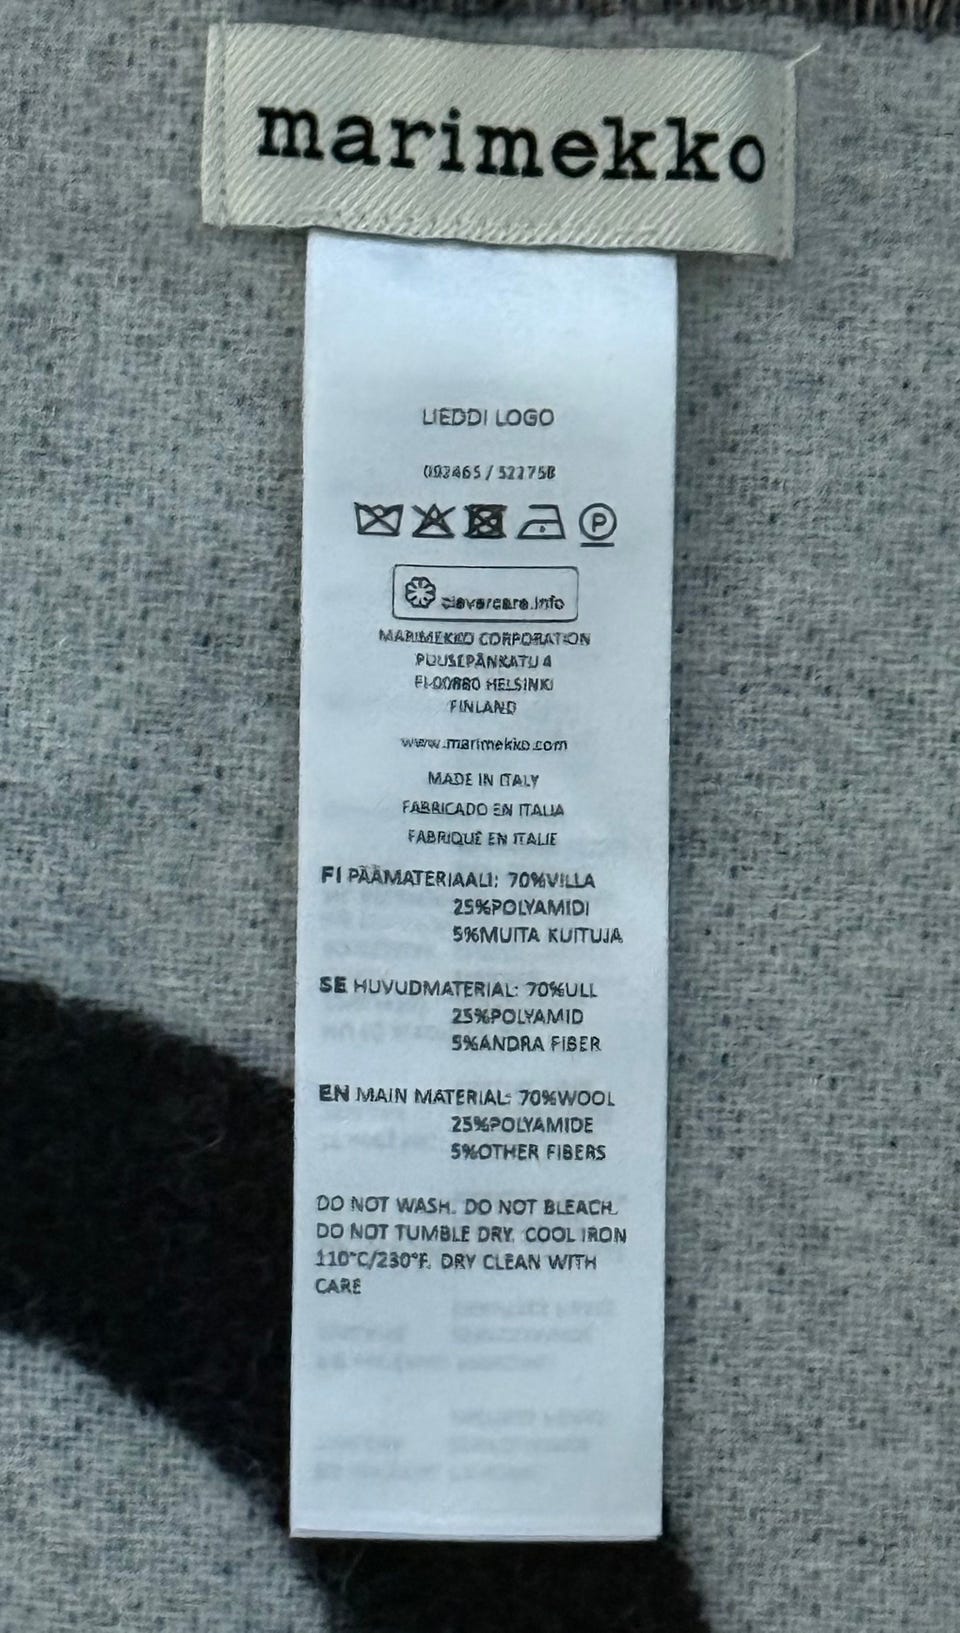 marimekko
LIEDDI LOGO
092465 / 52275B
P
clevercare.info
MARIMEKKO CORPORATION
PUUSEPÄNKATU 4
FI-00880 HELSINKI
FINLAND
www.marimekko.com
MADE IN ITALY
FABRICADO EN ITALIA
FABRIQUÉ EN ITALIE
FI PÄÄMATERIAALI: 70%VILLA
25%POLYAMIDI
5%MUITA KUITUJA
SE HUVUDMATERIAL: 70%ULL
25%POLYAMID
5%ANDRA FIBER
EN MAIN MATERIAL: 70%WOOL
25%POLYAMIDE
5%OTHER FIBERS
DO NOT WASH. DO NOT BLEACH.
DO NOT TUMBLE DRY. COOL IRON
110°C/230°F. DRY CLEAN WITH
CARE